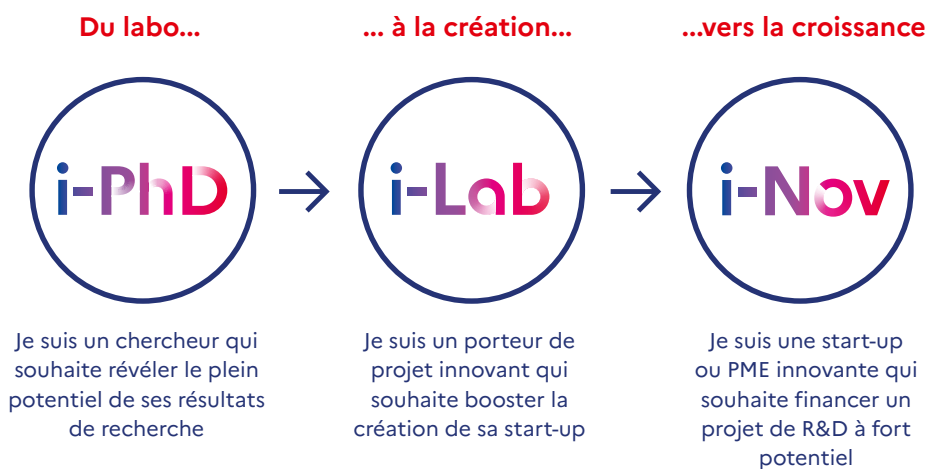 Du labo...
... à la création...
...vers la croissance
i-PhD
i-Lab
i-Nov
Je suis un chercheur qui
souhaite révéler le plein
potentiel de ses résultats
de recherche
Je suis un porteur de
projet innovant qui
souhaite booster la
création de sa start-up
Je suis une start-up
ou PME innovante qui
souhaite financer un
projet de R&D à fort
potentiel